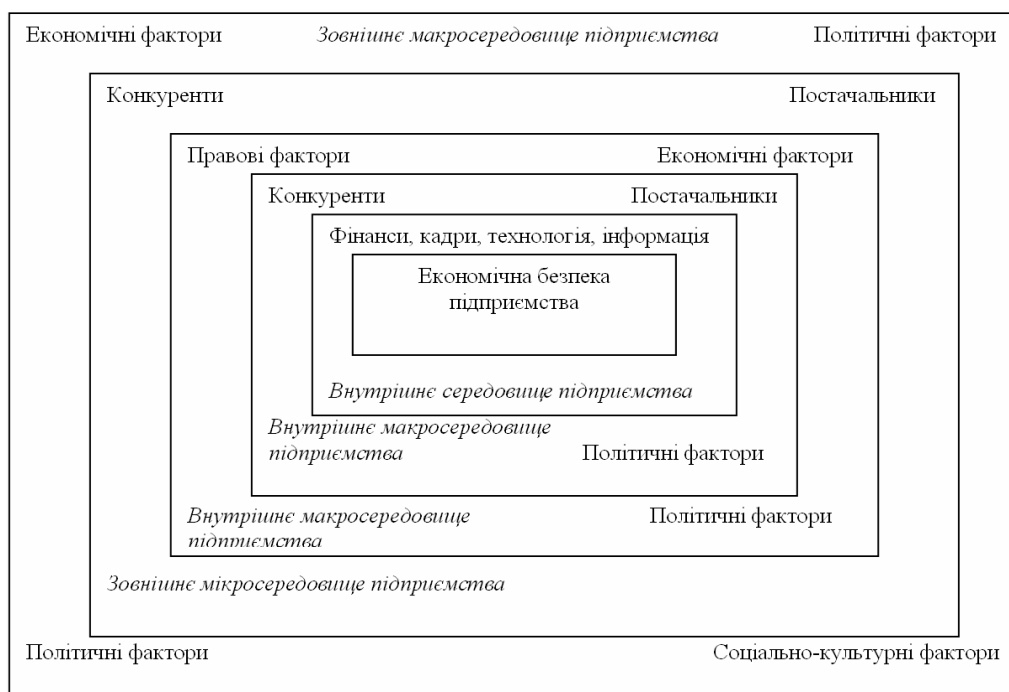 Економічні фактори Зовнішнє макросередовище підприємства Політичні фактори
Конкуренти Постачальники
Правові фактори Економічні фактори
Конкуренти Постачальники
Фінанси, кадри, технологія, інформація
Економічна безпека
підприємства
Внутрішнє середовище підприємства
Внутрішнє макросередовище
підприємства Політичні фактори
Внутрішнє макросередовище Політичні фактори
підприємства
Зовнішнє мікросередовище підприємства
Політичні фактори Соціально-культурні фактори